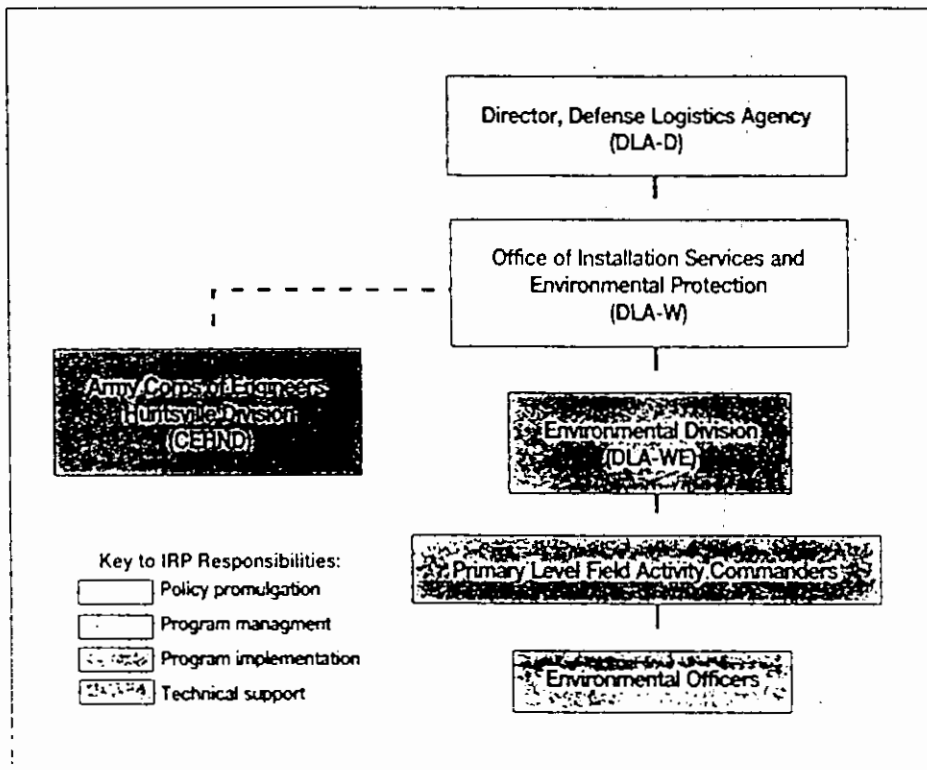 Director, Defense Logistics Agency
(DLA-D)
Office of Installation Services and
Environmental Protection
(DLA-W)
Army Corps of Engineers
Huntsville Division
(CEHND)
Environmental Division
(DLA-WE)
Primary Level Field Activity Commanders
Environmental Officers
Key to IRP Responsibilities:
Policy promulgation
Program managment
Program implementation
Technical support